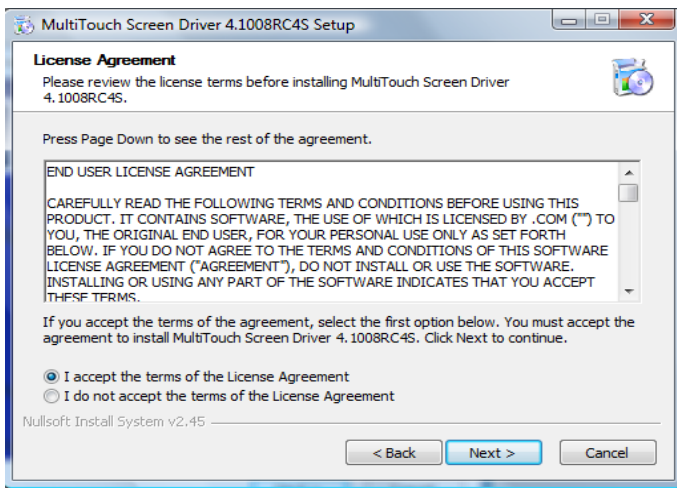 MultiTouch Screen Driver 4.1008RC4S Setup
License Agreement
Please review the license terms before installing MultiTouch Screen Driver
4.1008RC4S.
Press Page Down to see the rest of the agreement.
END USER LICENSE AGREEMENT
CAREFULLY READ THE FOLLOWING TERMS AND CONDITIONS BEFORE USING THIS
PRODUCT. IT CONTAINS SOFTWARE, THE USE OF WHICH IS LICENSED BY .COM ("") TO
YOU, THE ORIGINAL END USER, FOR YOUR PERSONAL USE ONLY AS SET FORTH
BELOW. IF YOU DO NOT AGREE TO THE TERMS AND CONDITIONS OF THIS SOFTWARE
LICENSE AGREEMENT ("AGREEMENT"), DO NOT INSTALL OR USE THE SOFTWARE.
INSTALLING OR USING ANY PART OF THE SOFTWARE INDICATES THAT YOU ACCEPT
THESE TERMS.
If you accept the terms of the agreement, select the first option below. You must accept the
agreement to install MultiTouch Screen Driver 4.1008RC4S. Click Next to continue.
I accept the terms of the License Agreement
I do not accept the terms of the License Agreement
Nullsoft Install System v2.45
< Back Next > Cancel